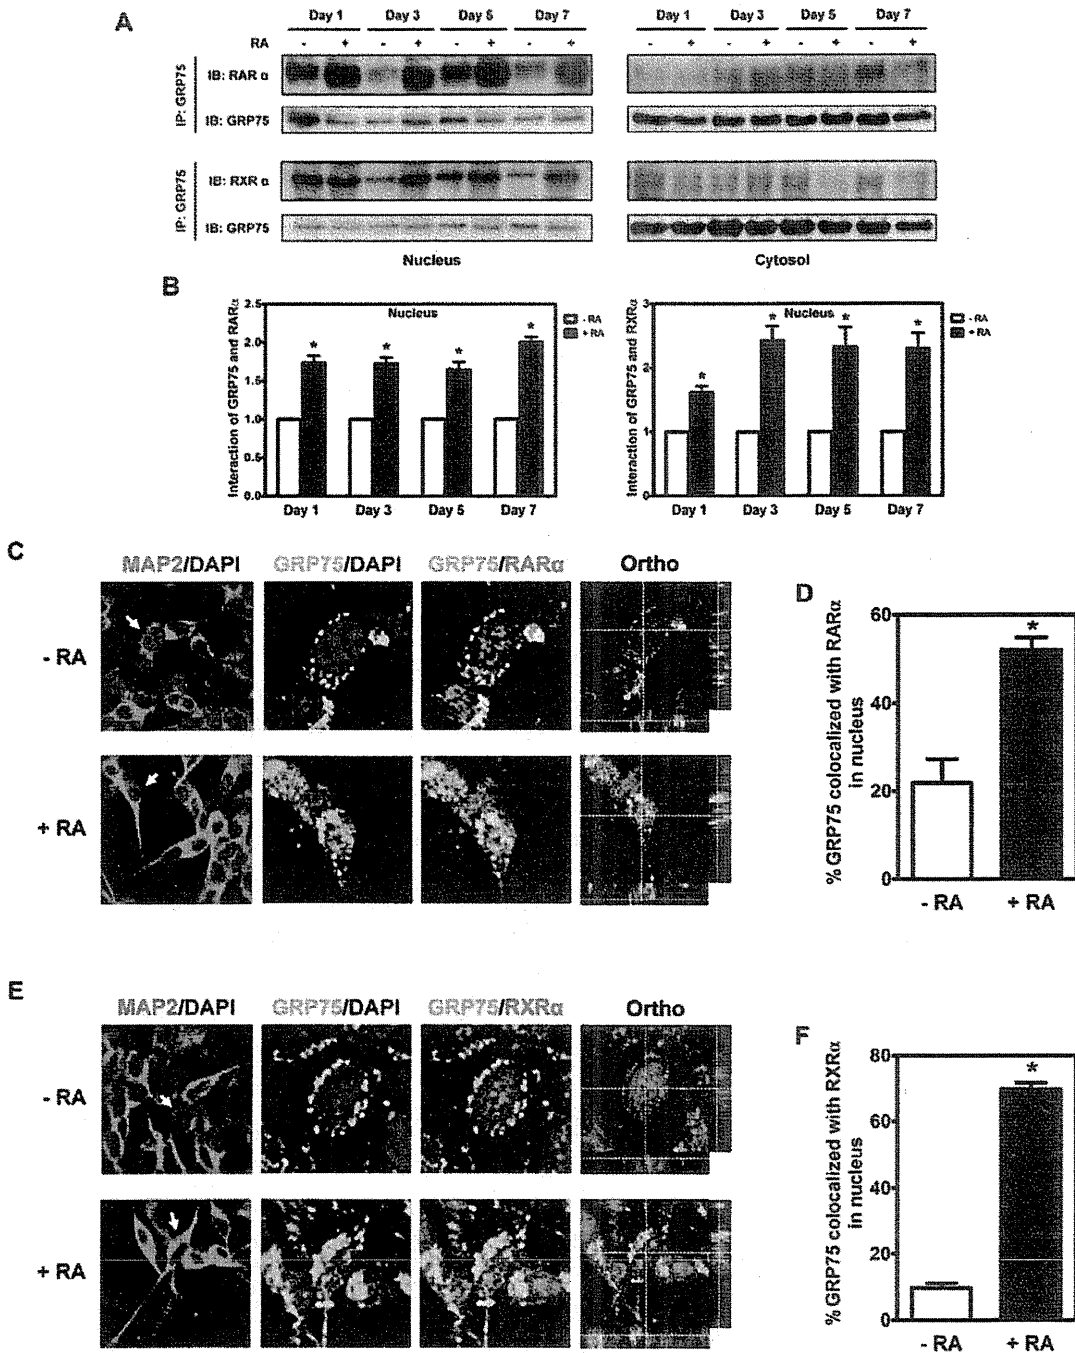 A
Day 1 Day 3 Day 5 Day 7 Day 1 Day 3 Day 5 Day 7
RA - + - + - + - + - + - + - + - +
IP: GRP75
IB: RAR α
IB: GRP75
IP: GRP75
IB: RXR α
IB: GRP75
Nucleus Cytosol
B
Interaction of GRP75 and RARα
2.5
2.0
1.5
1.0
0.5
0.0
Nucleus
- RA
+ RA
* * * *
Day 1 Day 3 Day 5 Day 7
Interaction of GRP75 and RXRα
3
2
1
0
Nucleus
- RA
+ RA
* * * *
Day 1 Day 3 Day 5 Day 7
C
MAP2/DAPI GRP75/DAPI GRP75/RARα Ortho
- RA
+ RA
D
% GRP75 colocalized with RARα
in nucleus
60
40
20
0
*
- RA + RA
E
MAP2/DAPI GRP75/DAPI GRP75/RXRα Ortho
- RA
+ RA
F
% GRP75 colocalized with RXRα
in nucleus
80
60
40
20
0
*
- RA + RA